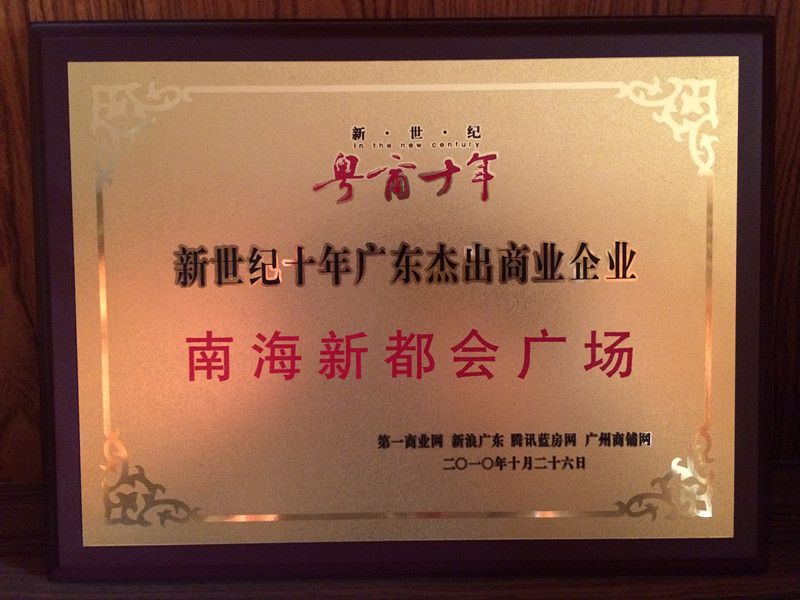 新·世·纪
In the new century
粤商十年
新世纪十年广东杰出商业企业
南海新都会广场
第一商业网 新浪广东 腾讯蓝房网 广州商铺网
二〇一〇年十月二十六日